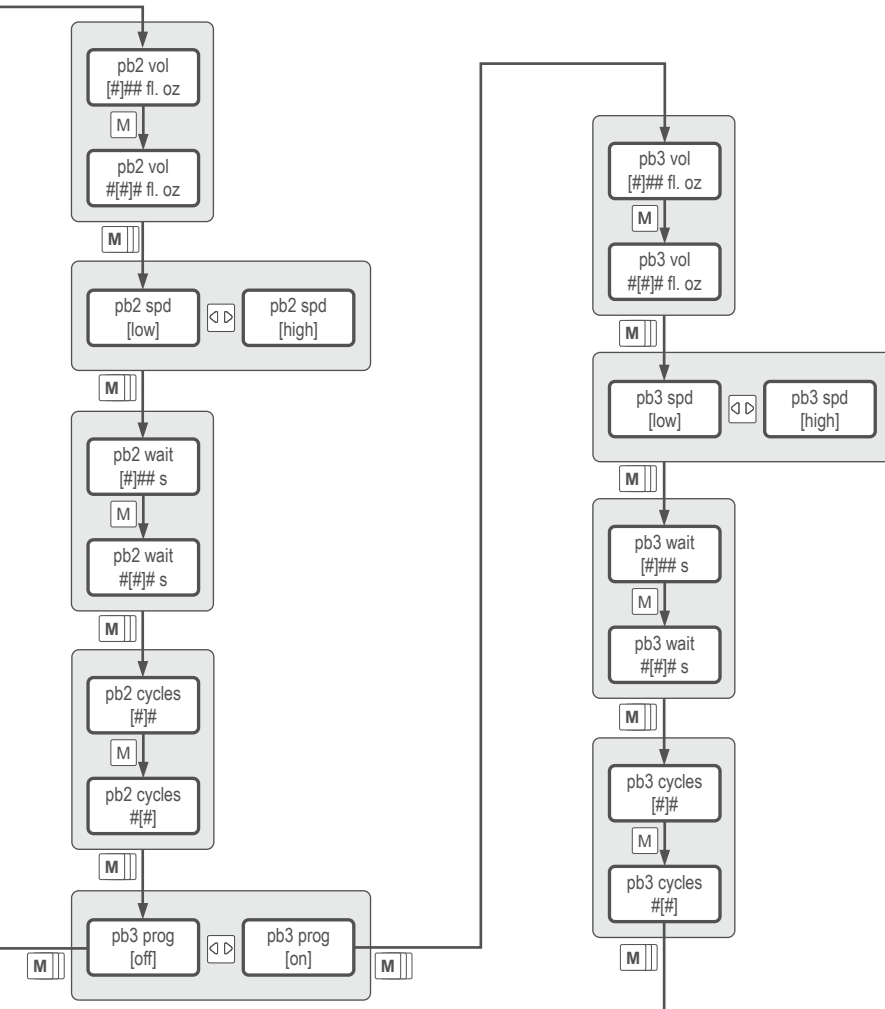 pb2 vol
[#]## fl. oz
M
pb2 vol
#[#]# fl. oz
M
pb2 spd
[low]
pb2 spd
[high]
M
pb2 wait
[#]## s
M
pb2 wait
#[#]# s
M
pb2 cycles
[#]#
M
pb2 cycles
#[#]
M
pb3 prog
[off]
pb3 prog
[on]
M
M
pb3 vol
[#]## fl. oz
M
pb3 vol
#[#]# fl. oz
M
pb3 spd
[low]
pb3 spd
[high]
M
pb3 wait
[#]## s
M
pb3 wait
#[#]# s
M
pb3 cycles
[#]#
M
pb3 cycles
#[#]
M